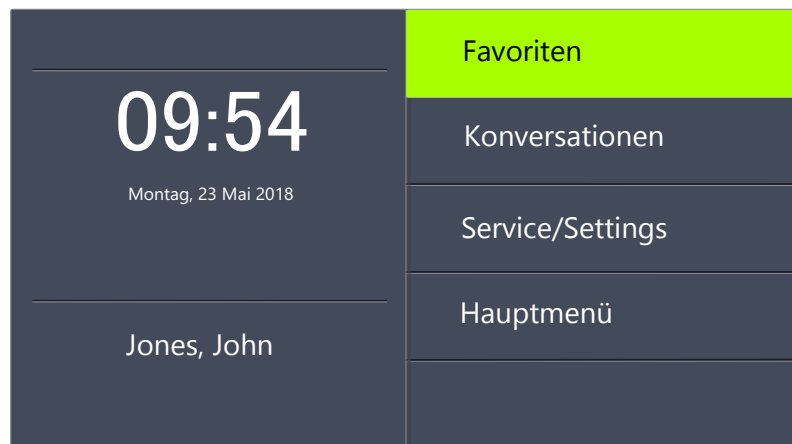 09:54
Montag, 23 Mai 2018
Jones, John
Favoriten
Konversationen
Service/Settings
Hauptmenü